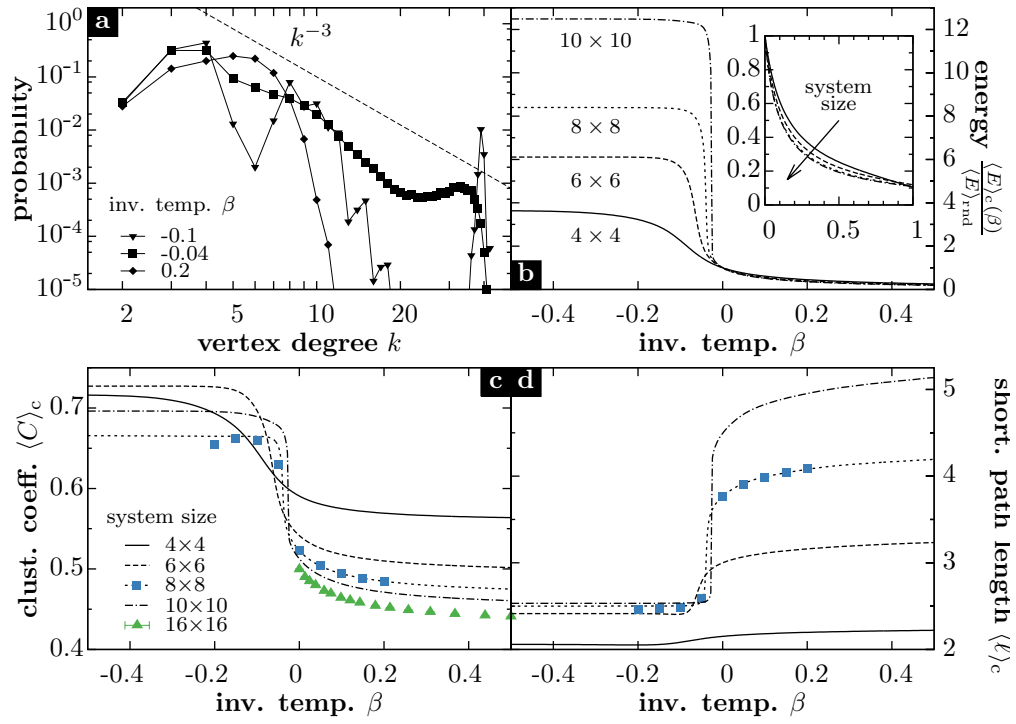 a
k⁻³
10⁰
10⁻¹
10⁻²
10⁻³
10⁻⁴
10⁻⁵
probability
inv. temp. β
-0.1
-0.04
0.2
2
5
10
20
vertex degree k
b
10 × 10
8 × 8
6 × 6
4 × 4
system
size
1
0.8
0.6
0.4
0.2
0
0
0.5
1
12
10
8
6
4
2
0
energy ⟨E⟩c(β) / ⟨E⟩rnd
-0.4
-0.2
0
0.2
0.4
inv. temp. β
c
0.7
0.6
0.5
0.4
clust. coeff. ⟨C⟩c
system size
4×4
6×6
8×8
10×10
16×16
-0.4
-0.2
0
0.2
0.4
inv. temp. β
d
5
4
3
2
short. path length ⟨ℓ⟩c
-0.4
-0.2
0
0.2
0.4
inv. temp. β